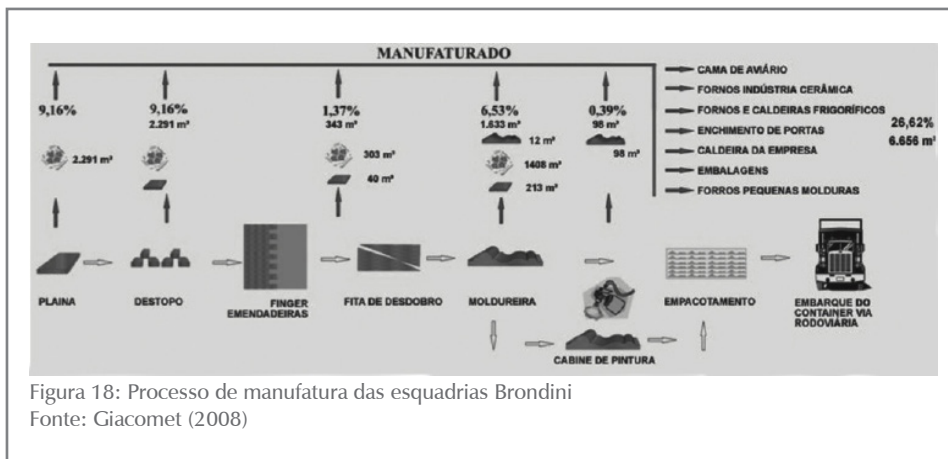 MANUFATURADO
9,16%
9,16%
2.291 m³
1,37%
343 m³
6,53%
1.633 m³
0,39%
98 m³
2.291 m³
303 m³
40 m³
12 m³
1408 m³
213 m³
98 m³
CAMA DE AVIÁRIO
FORNOS INDÚSTRIA CERÂMICA
FORNOS E CALDEIRAS FRIGORÍFICOS
ENCHIMENTO DE PORTAS
CALDEIRA DA EMPRESA
EMBALAGENS
FORROS PEQUENAS MOLDURAS
26,62%
6.656 m³
PLAINA
DESTOPO
FINGER
EMENDADEIRAS
FITA DE DESDOBRO
MOLDUREIRA
CABINE DE PINTURA
EMPACOTAMENTO
EMBARQUE DO
CONTAINER VIA
RODOVIÁRIA
Figura 18: Processo de manufatura das esquadrias Brondini
Fonte: Giacomet (2008)